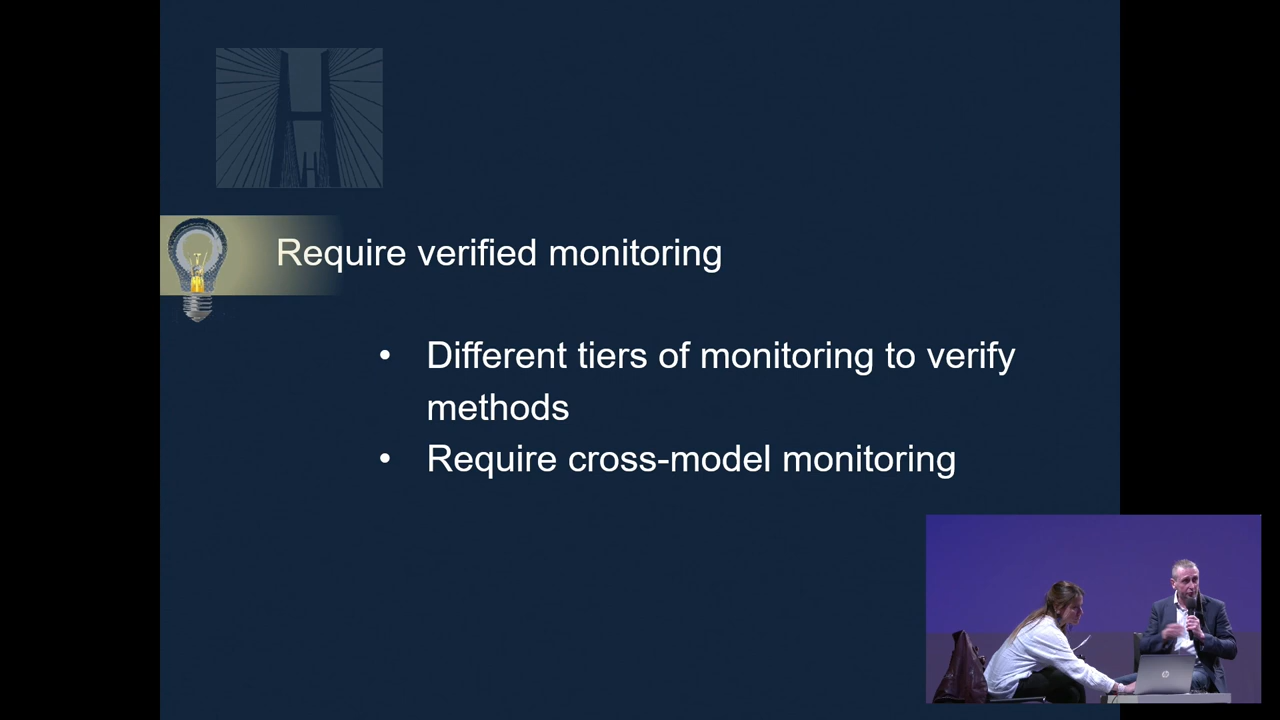 Require verified monitoring
• Different tiers of monitoring to verify
methods
• Require cross-model monitoring